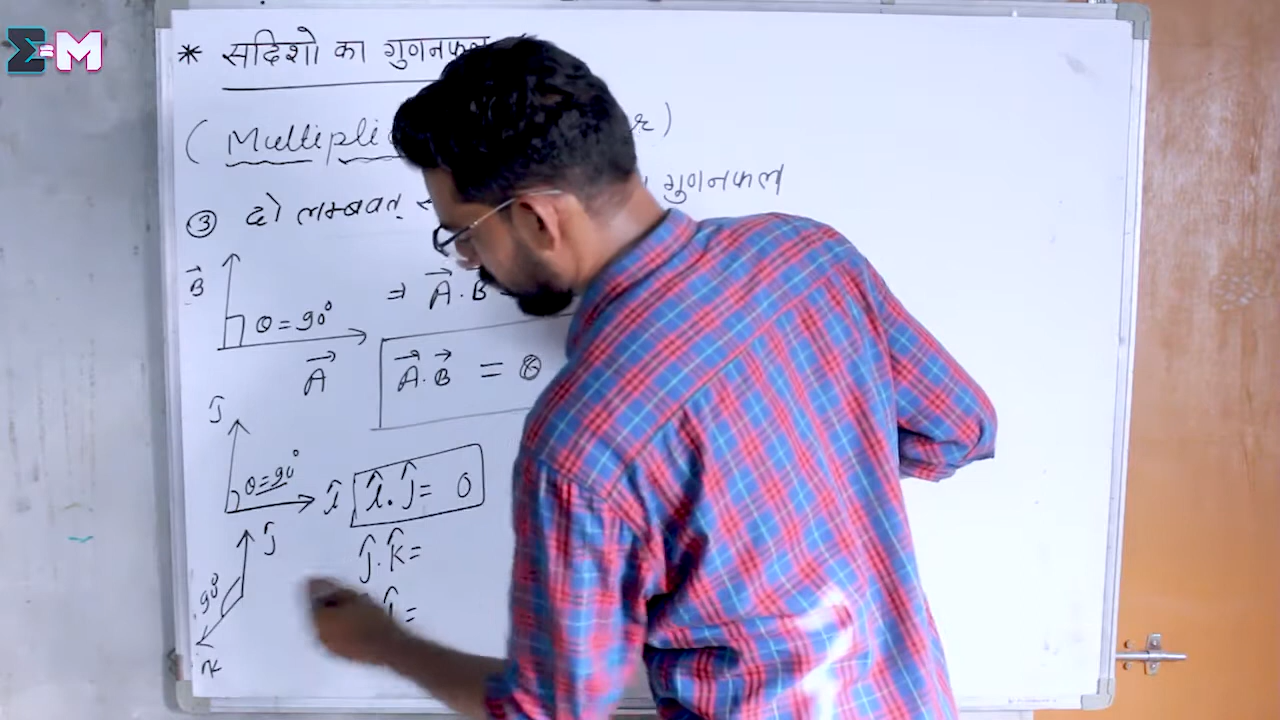 Σ=M
* सदिशो का गुणनफल
( Multipli
③ दो लम्बवत् गुणनफल
B⃗
θ = 90°
⇒ A⃗ . B⃗
A⃗
A⃗ . B⃗ = 0
ĵ
θ = 90°
î
î . ĵ = 0
ĵ
ĵ . k̂ =
90°
=